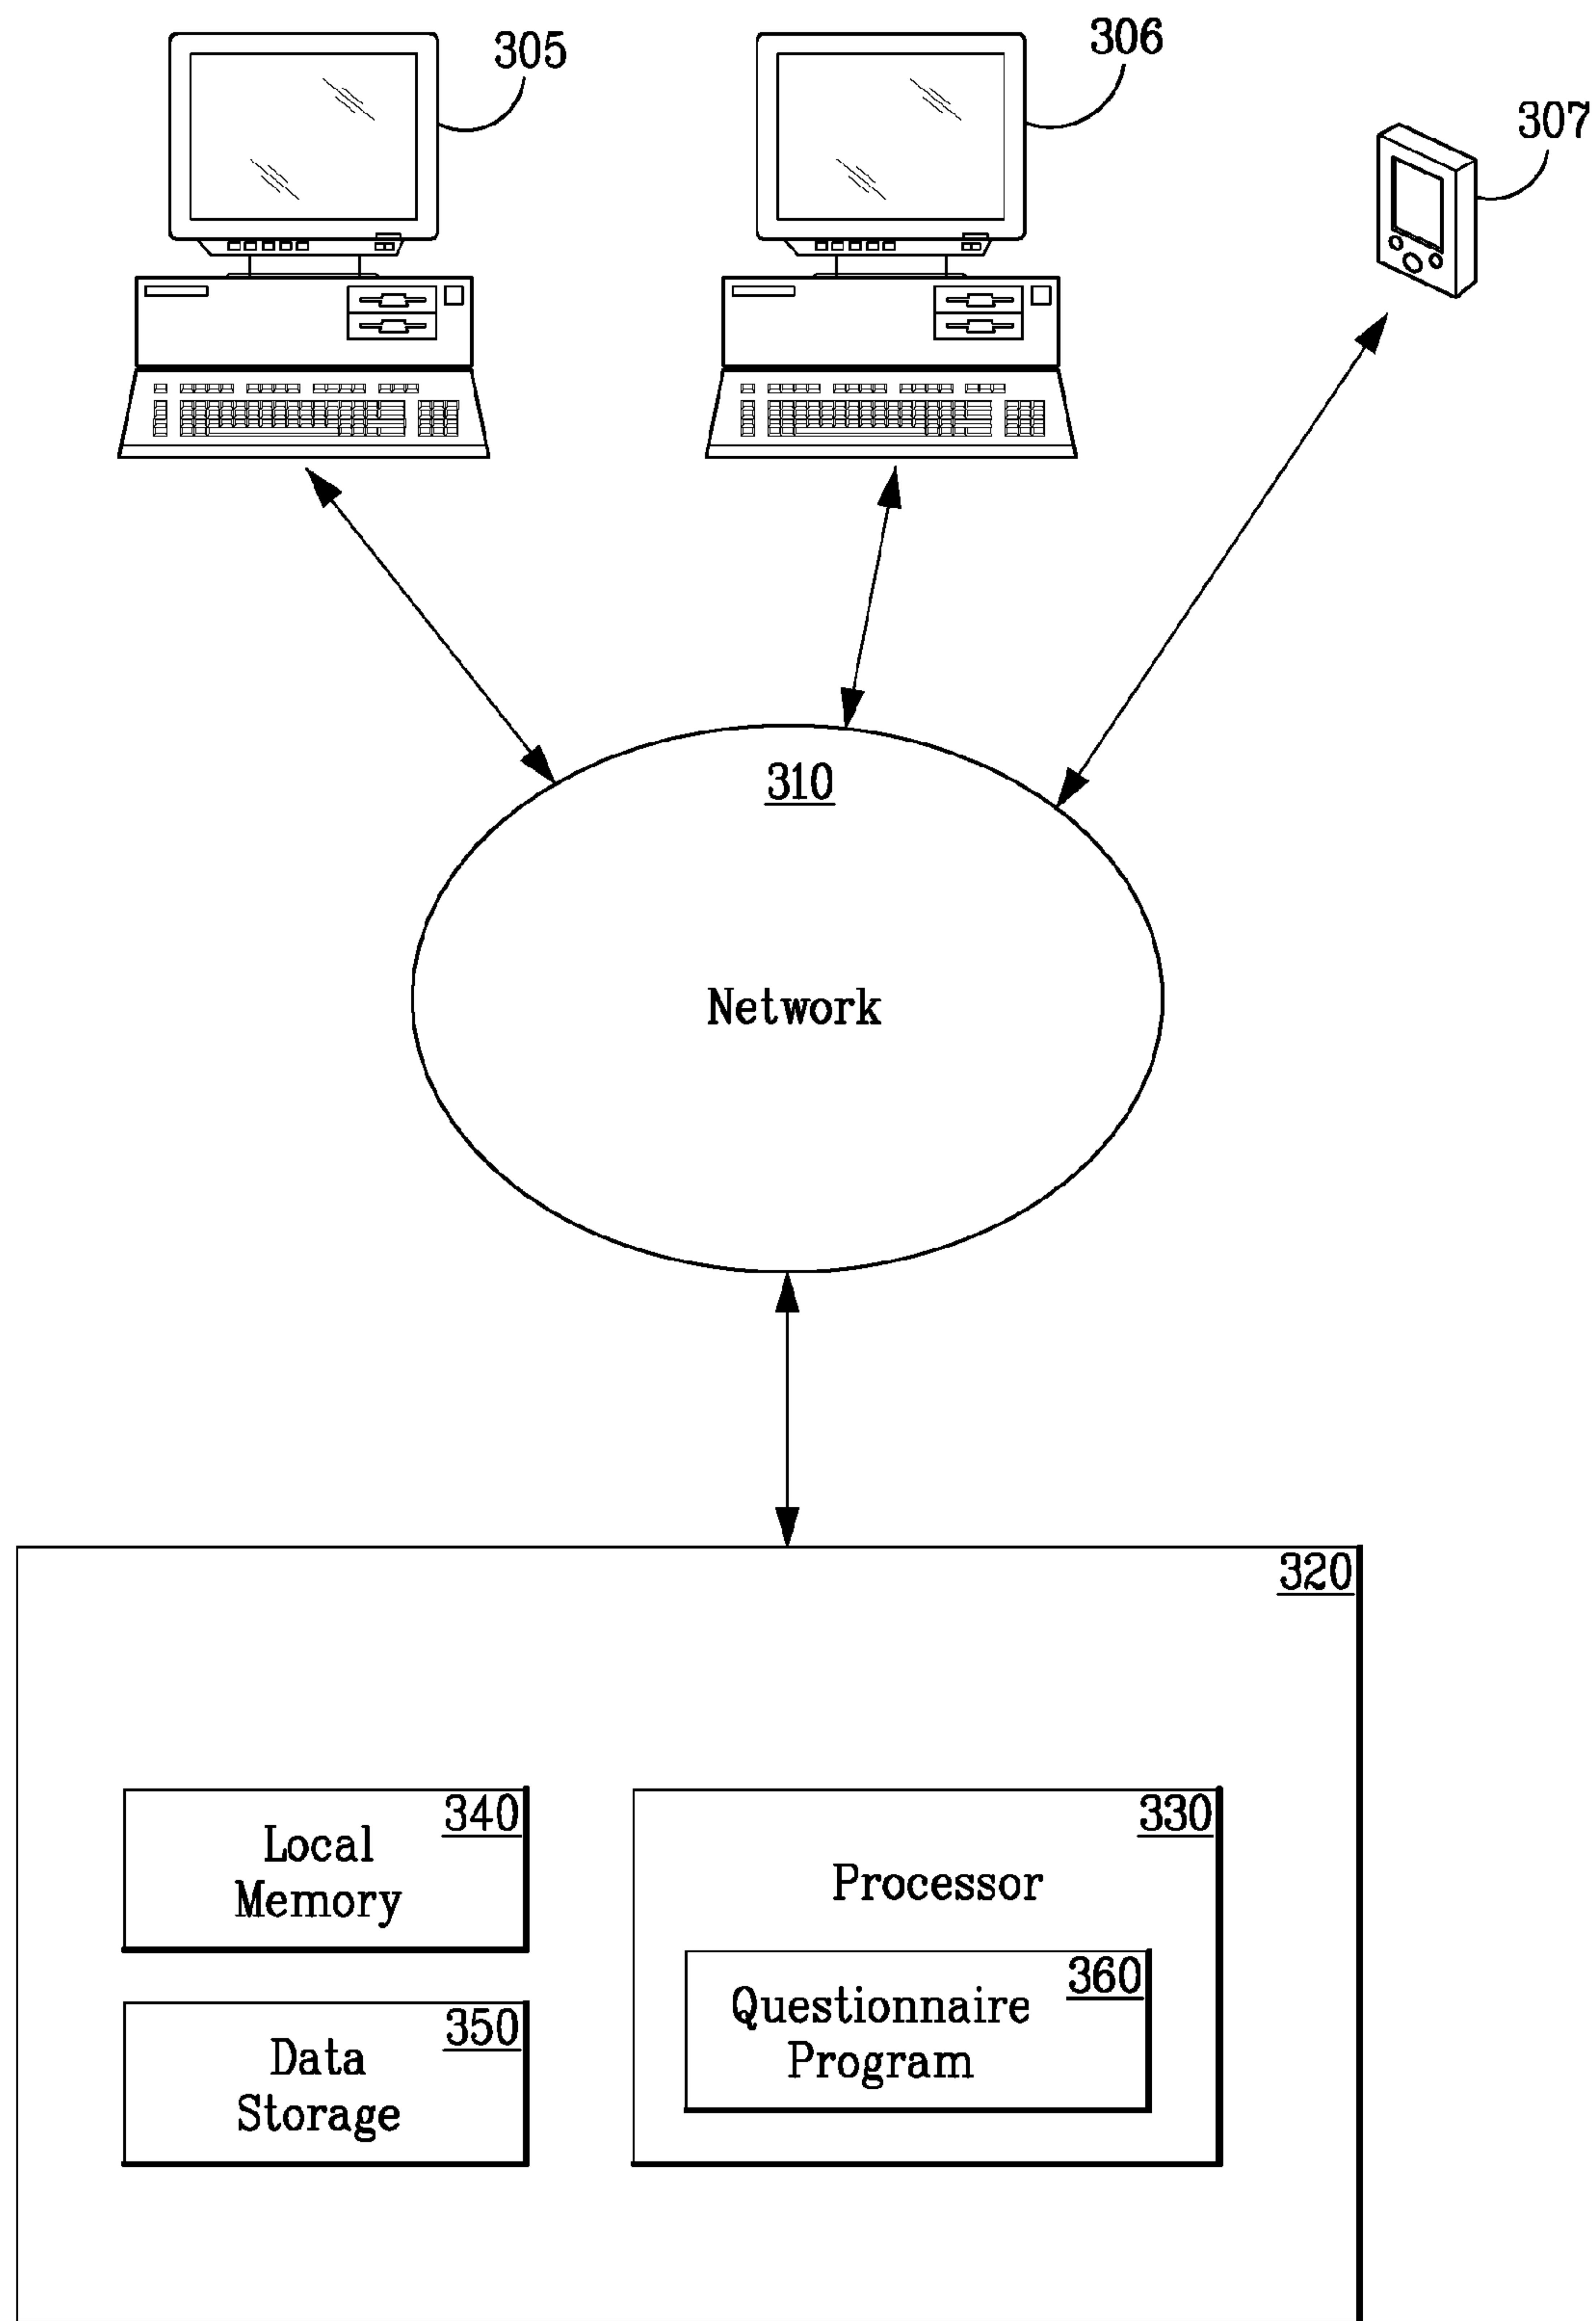 305
306
307
310
Network
320
340
Local
Memory
330
Processor
350
Data
Storage
360
Questionnaire
Program